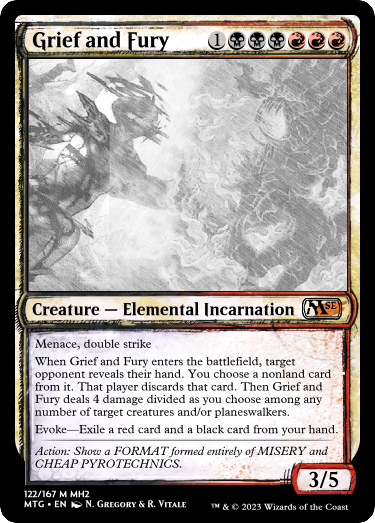 Grief and Fury 1
Creature — Elemental Incarnation
M SE
Menace, double strike
When Grief and Fury enters the battlefield, target
opponent reveals their hand. You choose a nonland card
from it. That player discards that card. Then Grief and
Fury deals 4 damage divided as you choose among any
number of target creatures and/or planeswalkers.
Evoke—Exile a red card and a black card from your hand.
Action: Show a FORMAT formed entirely of MISERY and
CHEAP PYROTECHNICS.
3/5
122/167 M MH2
MTG • EN N. Gregory & R. Vitale
™ & © 2023 Wizards of the Coast